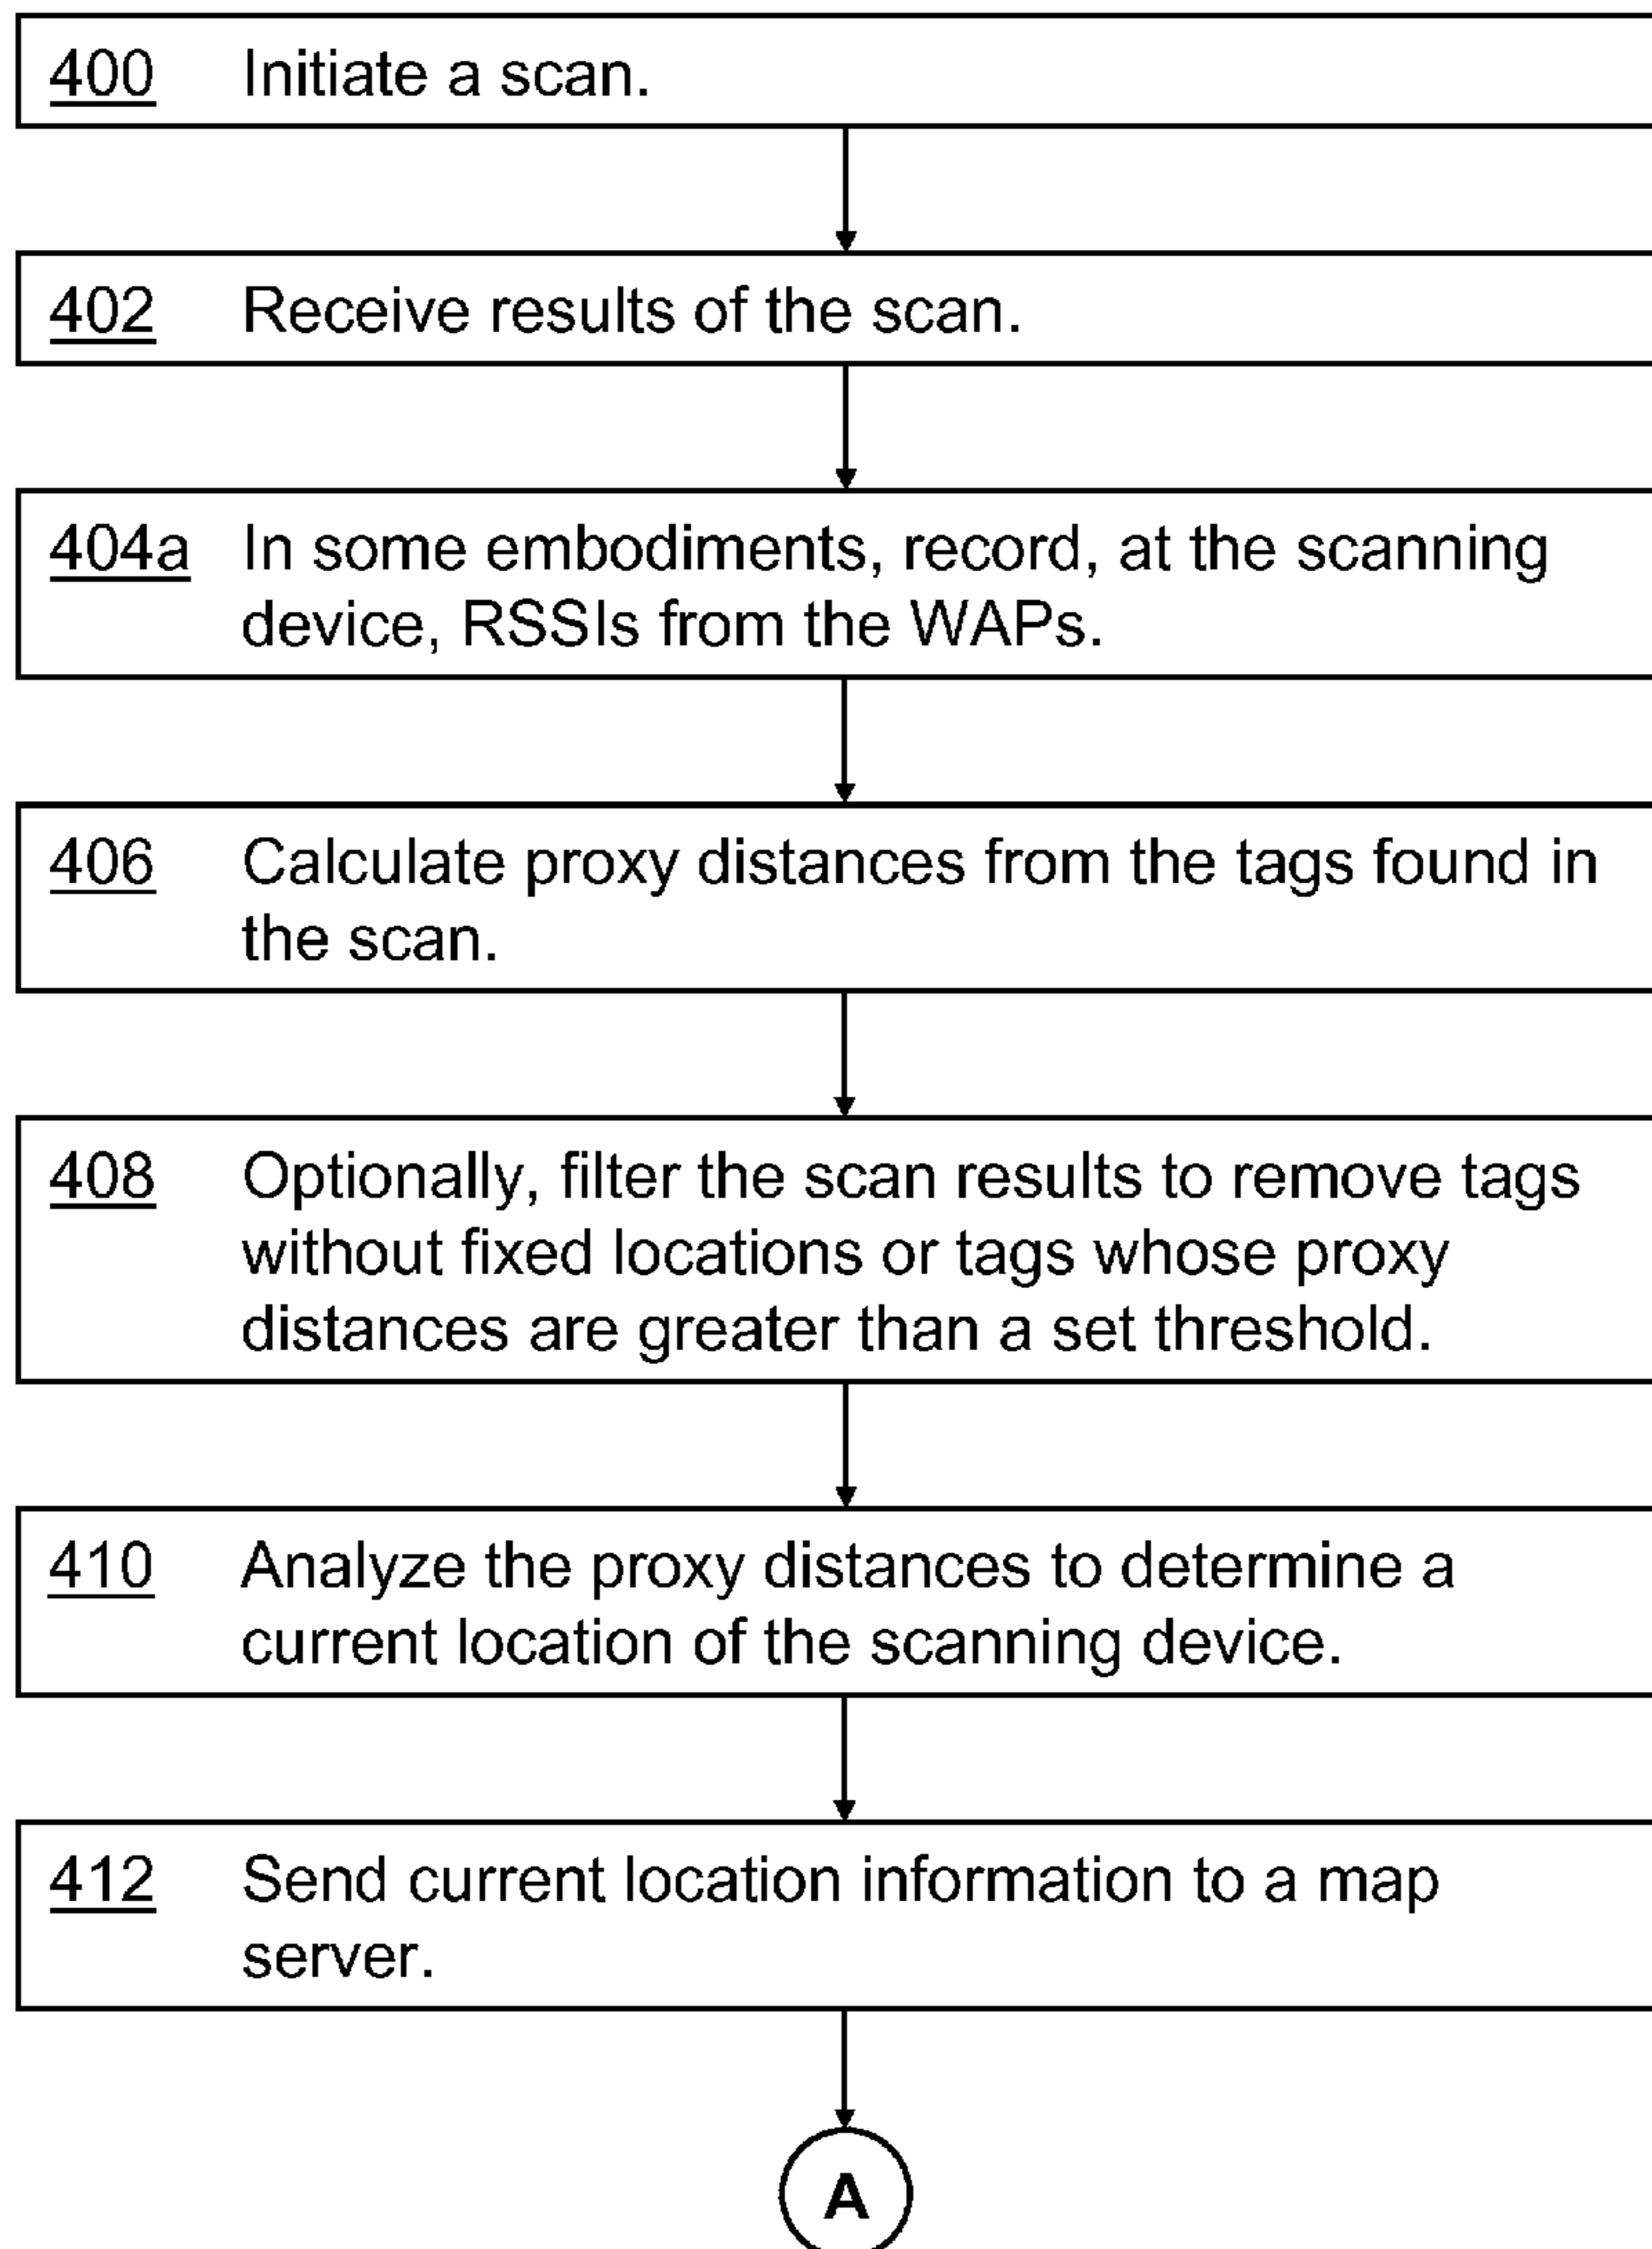 400 Initiate a scan.
402 Receive results of the scan.
404a In some embodiments, record, at the scanning
device, RSSIs from the WAPs.
406 Calculate proxy distances from the tags found in
the scan.
408 Optionally, filter the scan results to remove tags
without fixed locations or tags whose proxy
distances are greater than a set threshold.
410 Analyze the proxy distances to determine a
current location of the scanning device.
412 Send current location information to a map
server.
A